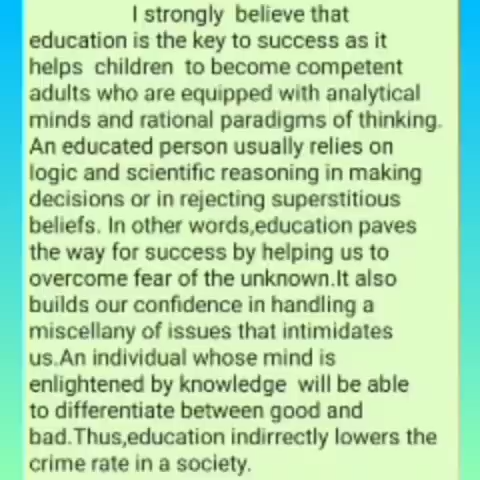 I strongly believe that
education is the key to success as it
helps children to become competent
adults who are equipped with analytical
minds and rational paradigms of thinking.
An educated person usually relies on
logic and scientific reasoning in making
decisions or in rejecting superstitious
beliefs. In other words,education paves
the way for success by helping us to
overcome fear of the unknown.It also
builds our confidence in handling a
miscellany of issues that intimidates
us.An individual whose mind is
enlightened by knowledge will be able
to differentiate between good and
bad.Thus,education indirrectly lowers the
crime rate in a society.